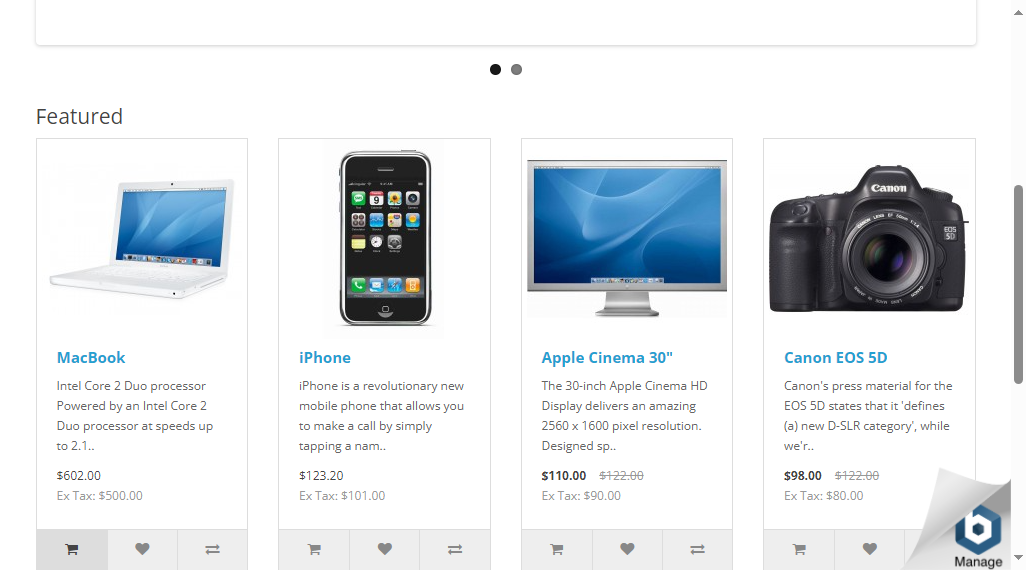 Featured
MacBook
Intel Core 2 Duo processor
Powered by an Intel Core 2
Duo processor at speeds up
to 2.1..
$602.00
Ex Tax: $500.00
iPhone
iPhone is a revolutionary new
mobile phone that allows you
to make a call by simply
tapping a nam..
$123.20
Ex Tax: $101.00
Apple Cinema 30"
The 30-inch Apple Cinema HD
Display delivers an amazing
2560 x 1600 pixel resolution.
Designed sp..
$110.00 $122.00
Ex Tax: $90.00
Canon
EOS
5D
Canon EOS 5D
Canon's press material for the
EOS 5D states that it 'defines
(a) new D-SLR category', while
we'r..
$98.00 $122.00
Ex Tax: $80.00
Manage